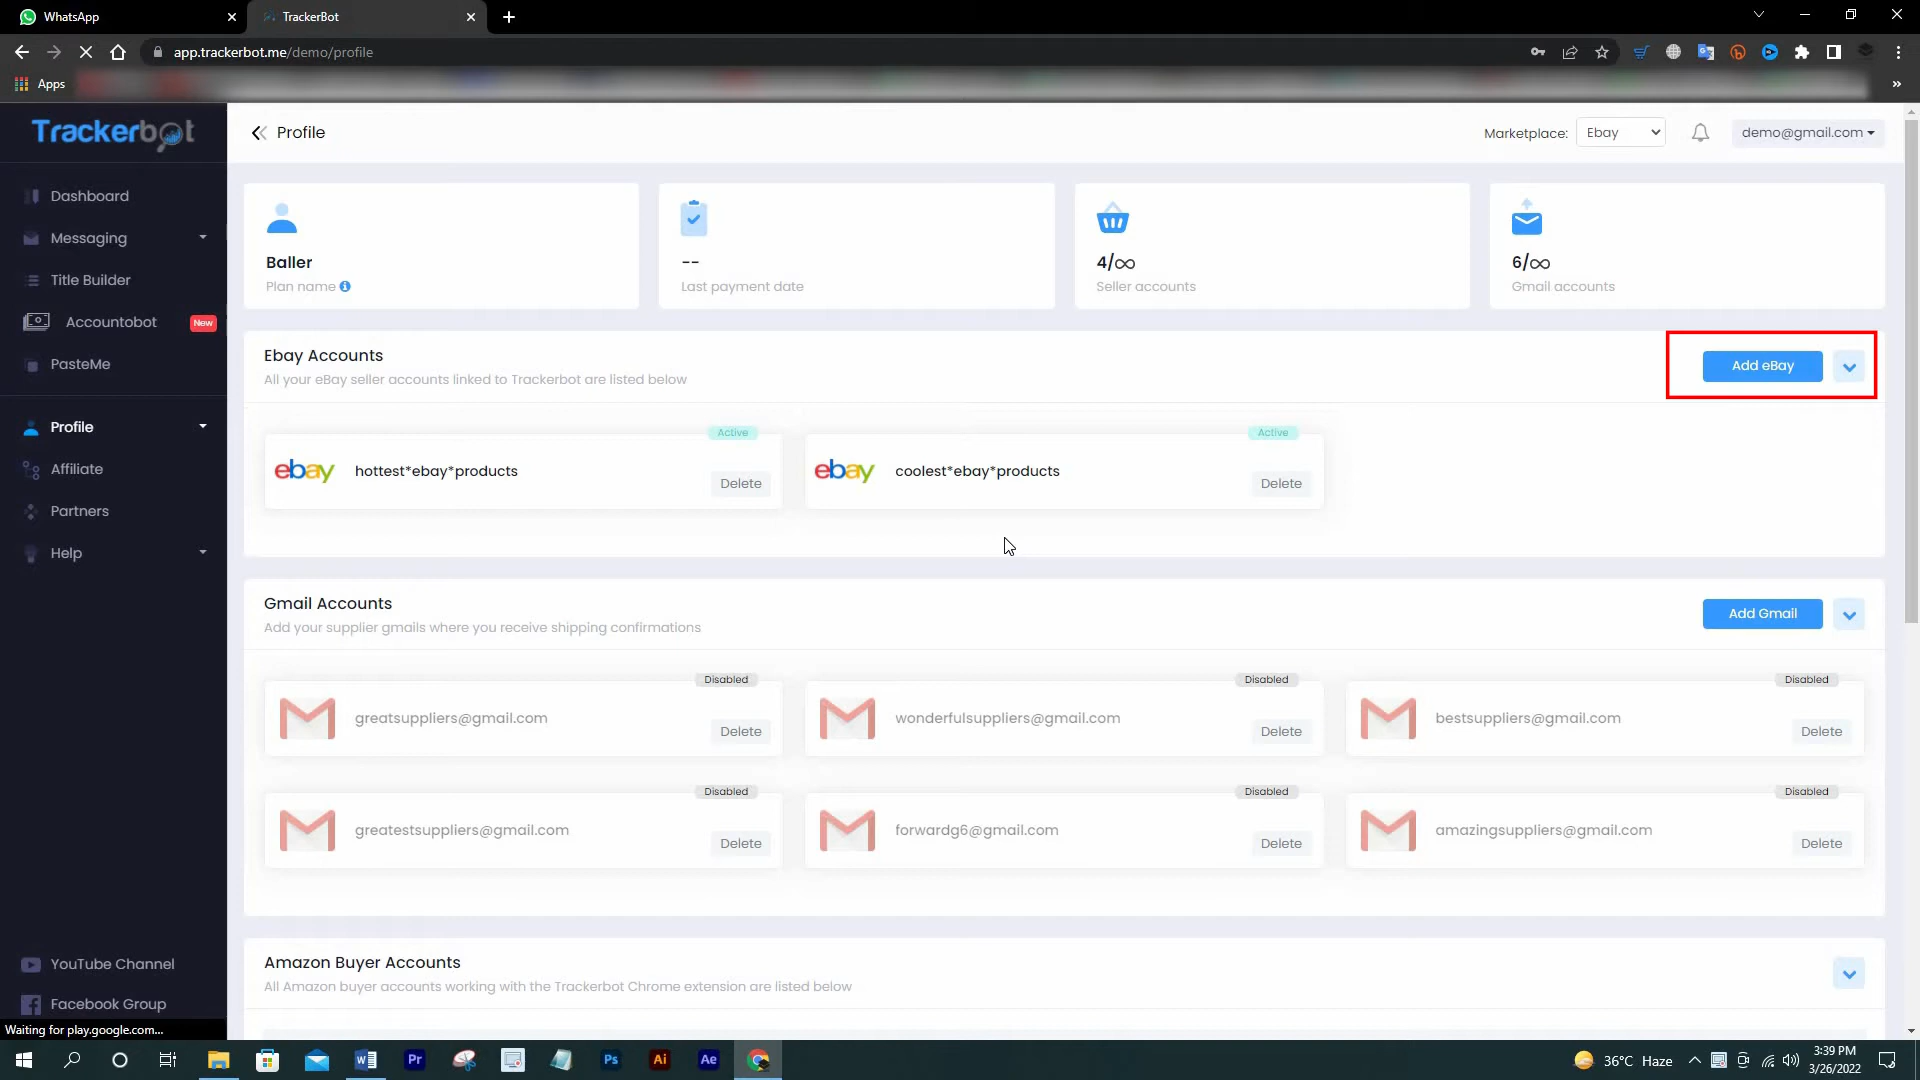 WhatsApp
TrackerBot
app.trackerbot.me/demo/profile
Apps
Trackerbot
Profile
Marketplace: Ebay
demo@gmail.com
Dashboard
Messaging
Title Builder
Accountobot New
PasteMe
Profile
Affiliate
Partners
Help
YouTube Channel
Facebook Group
Waiting for play.google.com...
Baller
Plan name
--
Last payment date
4/∞
Seller accounts
6/∞
Gmail accounts
Ebay Accounts
All your eBay seller accounts linked to Trackerbot are listed below
Add eBay
Active
ebay hottest*ebay*products
Delete
Active
ebay coolest*ebay*products
Delete
Gmail Accounts
Add your supplier gmails where you receive shipping confirmations
Add Gmail
Disabled
greatsuppliers@gmail.com
Delete
Disabled
wonderfulsuppliers@gmail.com
Delete
Disabled
bestsuppliers@gmail.com
Delete
Disabled
greatestsuppliers@gmail.com
Delete
Disabled
forwardg6@gmail.com
Delete
Disabled
amazingsuppliers@gmail.com
Delete
Amazon Buyer Accounts
All Amazon buyer accounts working with the Trackerbot Chrome extension are listed below
Pr
Ps
Ai
Ae
36°C Haze
3:39 PM
3/26/2022